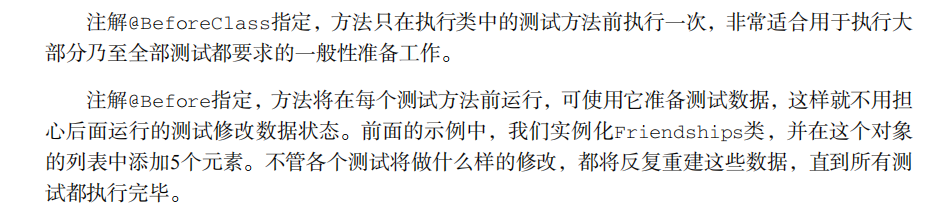 注解@BeforeClass指定，方法只在执行类中的测试方法前执行一次，非常适合用于执行大
部分乃至全部测试都要求的一般性准备工作。
注解@Before指定，方法将在每个测试方法前运行，可使用它准备测试数据，这样就不用担
心后面运行的测试修改数据状态。前面的示例中，我们实例化Friendships类，并在这个对象
的列表中添加5个元素。不管各个测试将做什么样的修改，都将反复重建这些数据，直到所有测
试都执行完毕。